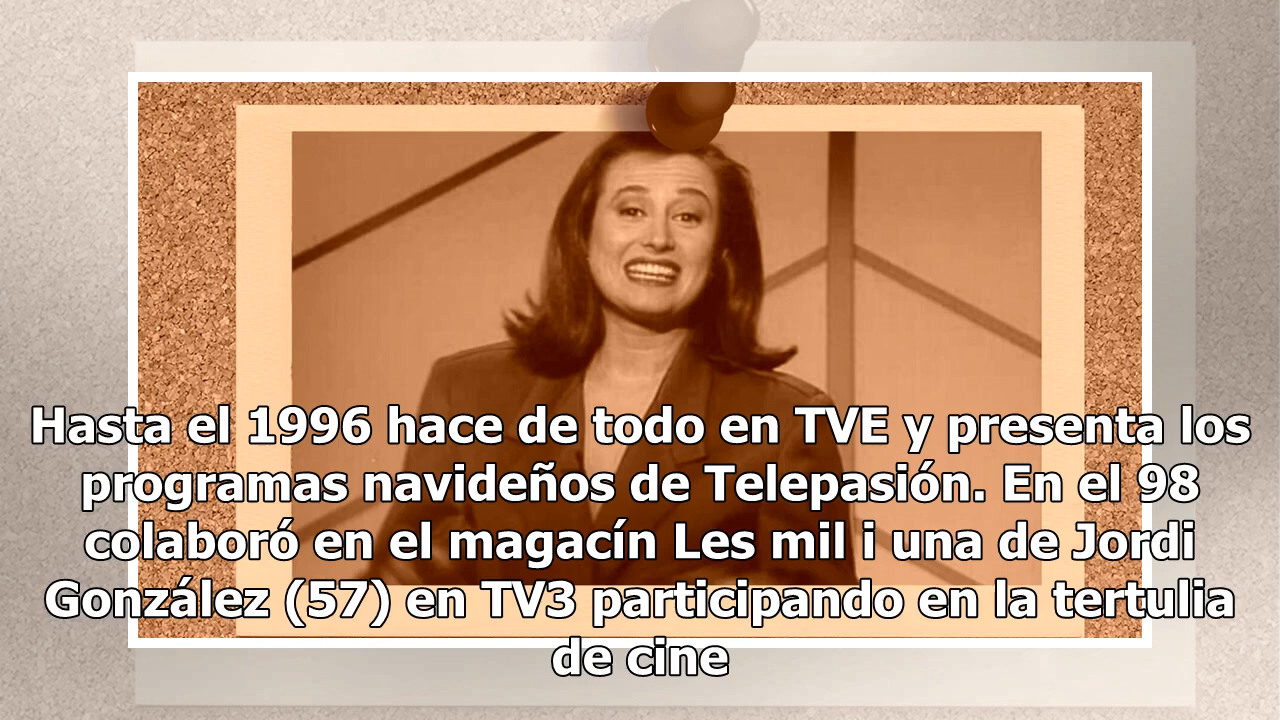 Hasta el 1996 hace de todo en TVE y presenta los
programas navideños de Telepasión. En el 98
colaboró en el magacín Les mil i una de Jordi
González (57) en TV3 participando en la tertulia
de cine